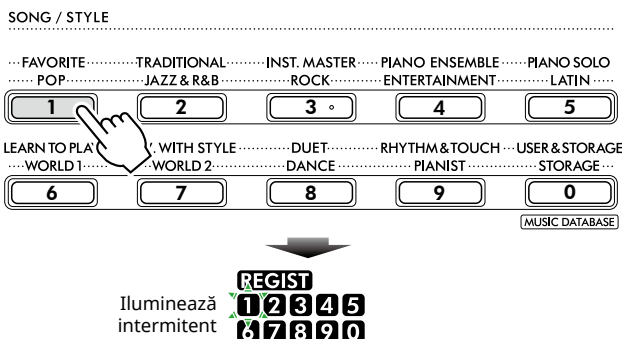 SONG / STYLE
FAVORITE TRADITIONAL INST. MASTER PIANO ENSEMBLE PIANO SOLO
POP JAZZ & R&B ROCK ENTERTAINMENT LATIN
1 2 3 4 5
LEARN TO WITH STYLE DUET RHYTHM & TOUCH USER & STORAGE
WORLD 1 WORLD 2 DANCE PIANIST STORAGE
6 7 8 9 0
MUSIC DATABASE
REGIST
Iluminează 1 2 3 4 5
intermitent 6 7 8 9 0